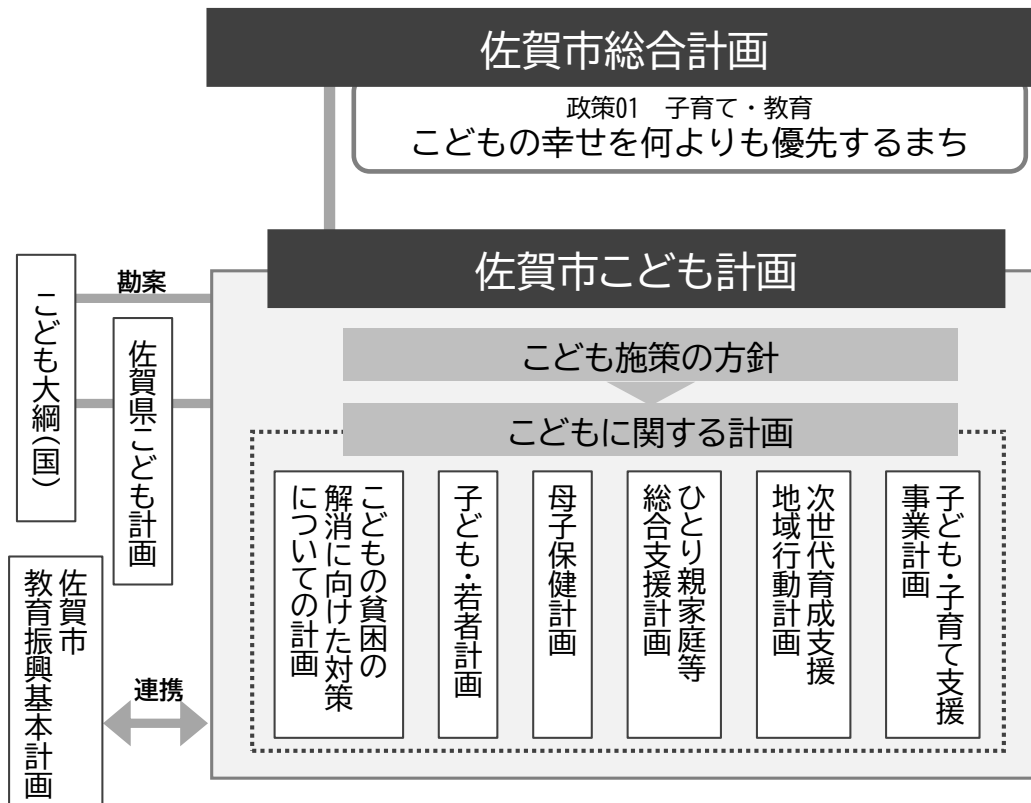 佐賀市総合計画
政策01 子育て・教育
こどもの幸せを何よりも優先するまち
佐賀市こども計画
勘案
こども大綱(国)
佐賀県こども計画
こども施策の方針
こどもに関する計画
こどもの貧困の
解消に向けた対策
についての計画
子ども・若者計画
母子保健計画
ひとり親家庭等
総合支援計画
次世代育成支援
地域行動計画
子ども・子育て支援
事業計画
佐賀市
教育振興基本計画
連携